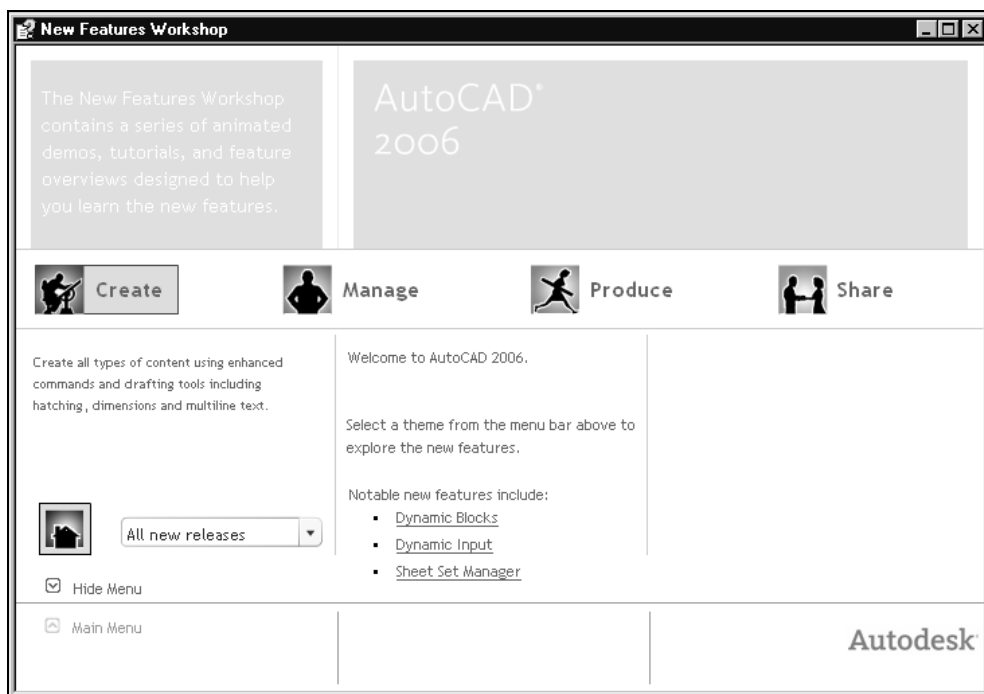 New Features Workshop
The New Features Workshop
contains a series of animated
demos, tutorials, and feature
overviews designed to help
you learn the new features.
AutoCAD®
2006
Create
Manage
Produce
Share
Create all types of content using enhanced
commands and drafting tools including
hatching, dimensions and multiline text.
Welcome to AutoCAD 2006.
Select a theme from the menu bar above to
explore the new features.
Notable new features include:
▪ Dynamic Blocks
▪ Dynamic Input
▪ Sheet Set Manager
All new releases
Hide Menu
Main Menu
Autodesk